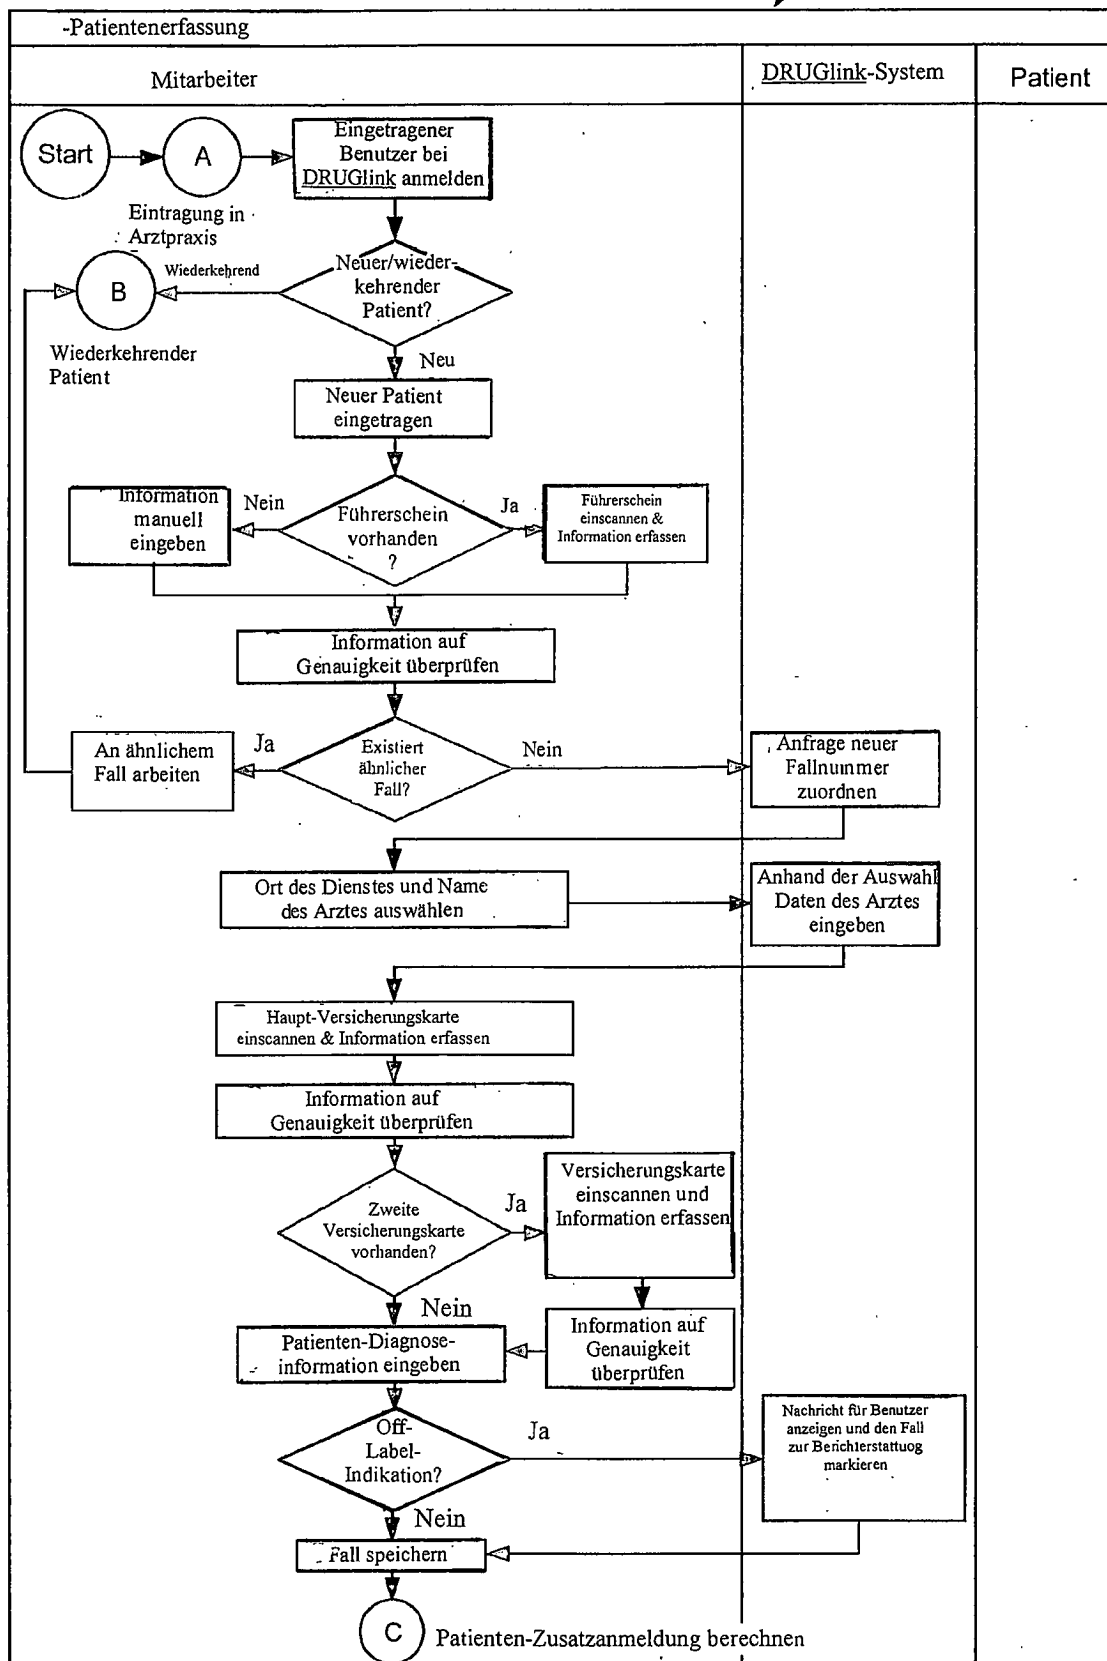 -Patientenerfassung
Mitarbeiter
DRUGlink-System
Patient
Start
A
Eingetragener
Benutzer bei
DRUGlink anmelden
Eintragung in
Arztpraxis
B
Wiederkehrend
Neuer/wieder-
kehrender
Patient?
Wiederkehrender
Patient
Neu
Neuer Patient
eingetragen
Information
manuell
eingeben
Nein
Führerschein
vorhanden
?
Ja
Führerschein
einscannen &
Information erfassen
Information auf
Genauigkeit überprüfen
An ähnlichem
Fall arbeiten
Ja
Existiert
ähnlicher
Fall?
Nein
Anfrage neuer
Fallnummer
zuordnen
Ort des Dienstes und Name
des Arztes auswählen
Anhand der Auswahl
Daten des Arztes
eingeben
Haupt-Versicherungskarte
einscannen & Information erfassen
Information auf
Genauigkeit überprüfen
Zweite
Versicherungskarte
vorhanden?
Ja
Versicherungskarte
einscannen und
Information erfassen
Nein
Patienten-Diagnose-
information eingeben
Information auf
Genauigkeit
überprüfen
Off-
Label-
Indikation?
Ja
Nachricht für Benutzer
anzeigen und den Fall
zur Berichterstattuog
markieren
Nein
Fall speichern
C
Patienten-Zusatzanmeldung berechnen